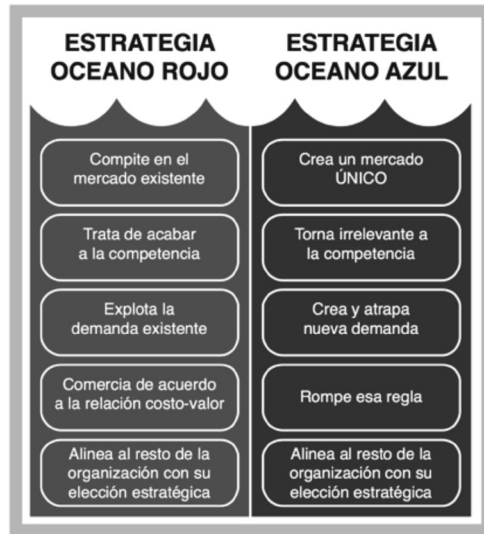 ESTRATEGIA
OCEANO ROJO
Compite en el
mercado existente
Trata de acabar
a la competencia
Explota la
demanda existente
Comercia de acuerdo
a la relación costo-valor
Alinea al resto de la
organización con su
elección estratégica
ESTRATEGIA
OCEANO AZUL
Crea un mercado
ÚNICO
Torna irrelevante a
la competencia
Crea y atrapa
nueva demanda
Rompe esa regla
Alinea al resto de la
organización con su
elección estratégica